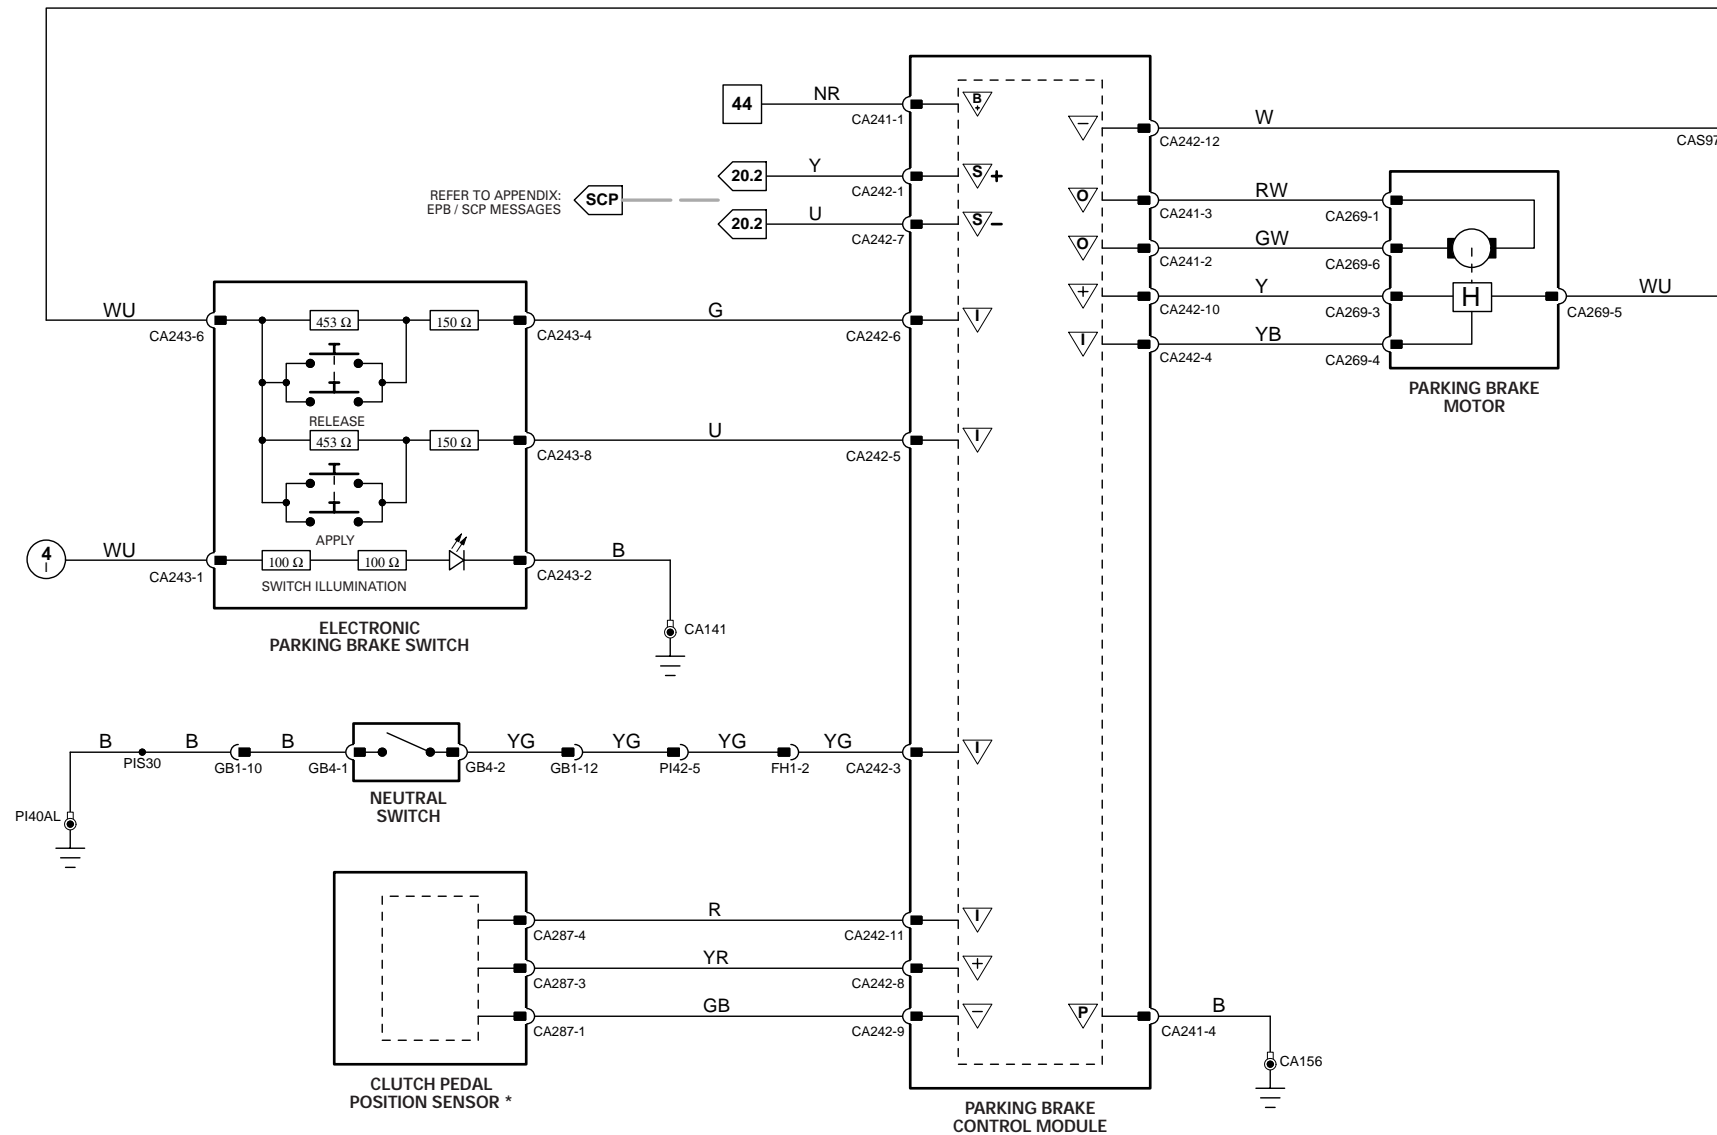 44
NR
CA241-1
B
+
–
CA242-12
W
CAS97
REFER TO APPENDIX:
EPB / SCP MESSAGES
SCP
20.2
Y
CA242-1
S
+
20.2
U
CA242-7
S
–
O
CA241-3
RW
CA269-1
O
CA241-2
GW
CA269-6
+
CA242-10
Y
CA269-3
H
CA269-5
WU
I
CA242-4
YB
CA269-4
PARKING BRAKE
MOTOR
WU
CA243-6
453 Ω
150 Ω
CA243-4
G
CA242-6
I
RELEASE
453 Ω
150 Ω
CA243-8
U
CA242-5
I
APPLY
4
I
WU
CA243-1
100 Ω
100 Ω
CA243-2
B
SWITCH ILLUMINATION
CA141
ELECTRONIC
PARKING BRAKE SWITCH
B
PIS30
B
GB1-10
B
GB4-1
GB4-2
YG
GB1-12
YG
PI42-5
YG
FH1-2
YG
CA242-3
I
NEUTRAL
SWITCH
PI40AL
CA287-4
R
CA242-11
I
CA287-3
YR
CA242-8
+
CA287-1
GB
CA242-9
–
P
CA241-4
B
CA156
CLUTCH PEDAL
POSITION SENSOR *
PARKING BRAKE
CONTROL MODULE